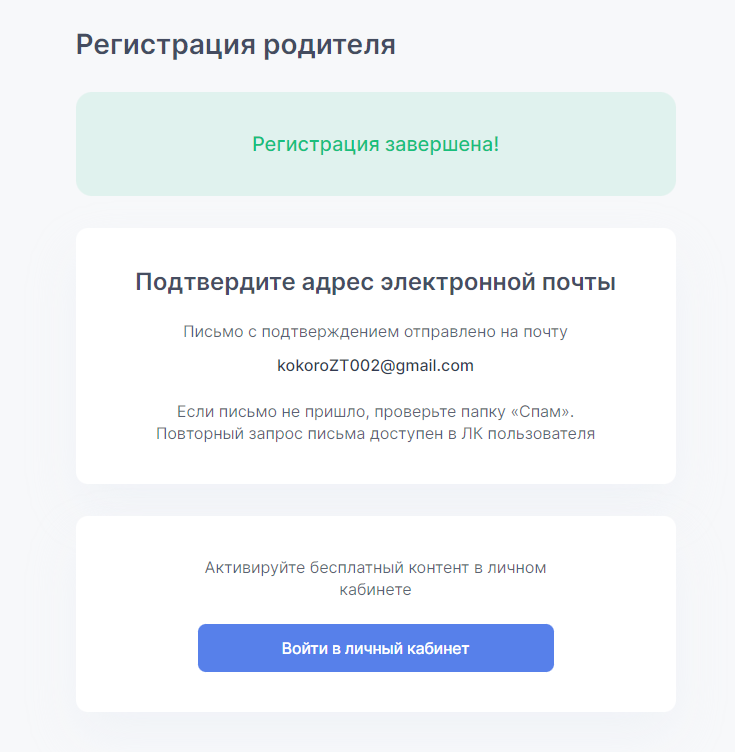 Регистрация родителя
Регистрация завершена!
Подтвердите адрес электронной почты
Письмо с подтверждением отправлено на почту
kokoroZT002@gmail.com
Если письмо не пришло, проверьте папку «Спам».
Повторный запрос письма доступен в ЛК пользователя
Активируйте бесплатный контент в личном
кабинете
Войти в личный кабинет